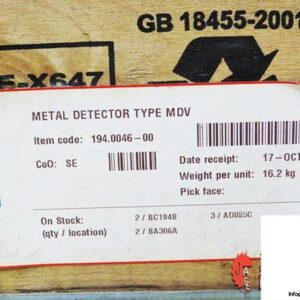 GB 18455-2001
E-X647
METAL DETECTOR TYPE MDV
Item code: 194.0046-00
CoO: SE
Date receipt: 17-OCT
Weight per unit: 16.2 kg
Pick face:
On Stock: 2 / BC194B 3 / AD085C
(qty / location) 2 / BA306A